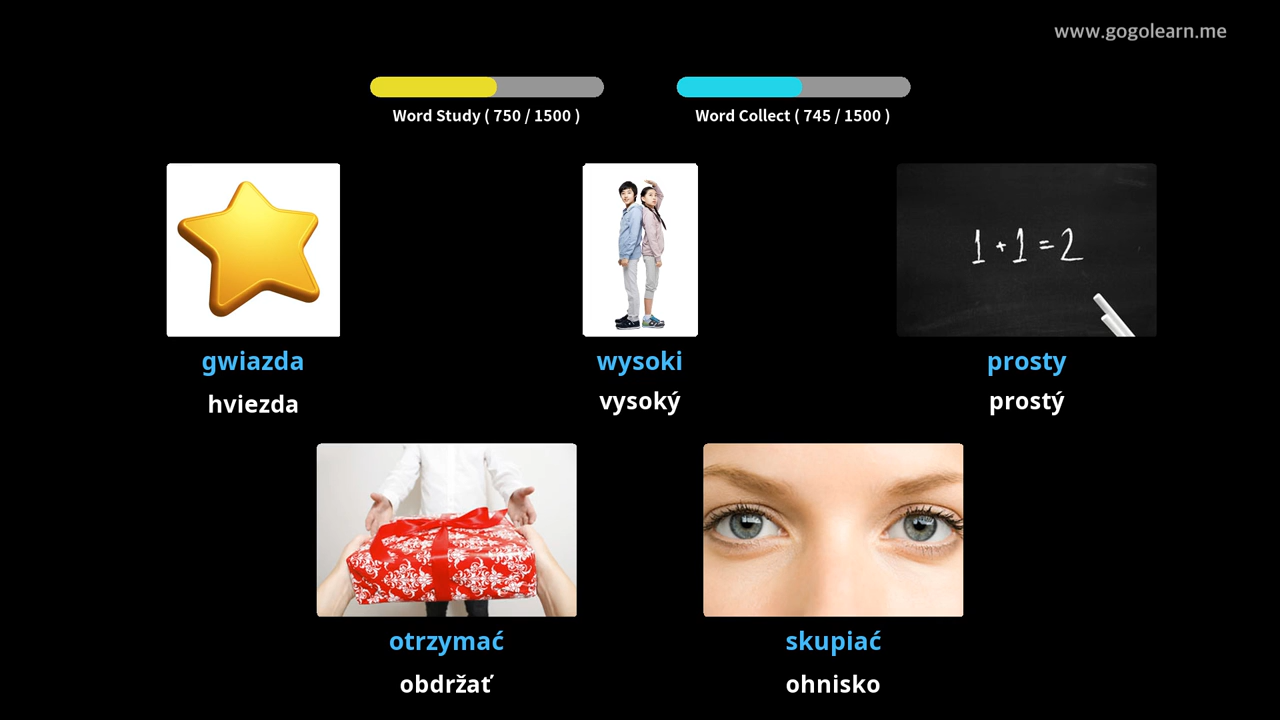 www.gogolearn.me
Word Study ( 750 / 1500 )
Word Collect ( 745 / 1500 )
1 + 1 = 2
gwiazda
hviezda
wysoki
vysoký
prosty
prostý
otrzymać
obdržať
skupiać
ohnisko